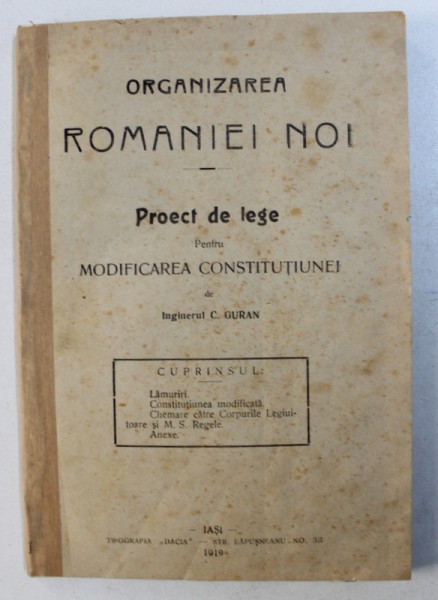 ORGANIZAREA
ROMANIEI NOI
Proect de lege
Pentru
MODIFICAREA CONSTITUȚIUNEI
de
Inginerul C. GURAN
CUPRINSUL:
Lămuriri.
Constituțiunea modificată.
Chemare către Corpurile Legiui-
toare și M. S. Regele.
Anexe.
— IAȘI —
TIPOGRAFIA „DACIA" — STR. LĂPUȘNEANU NO. 33
1919